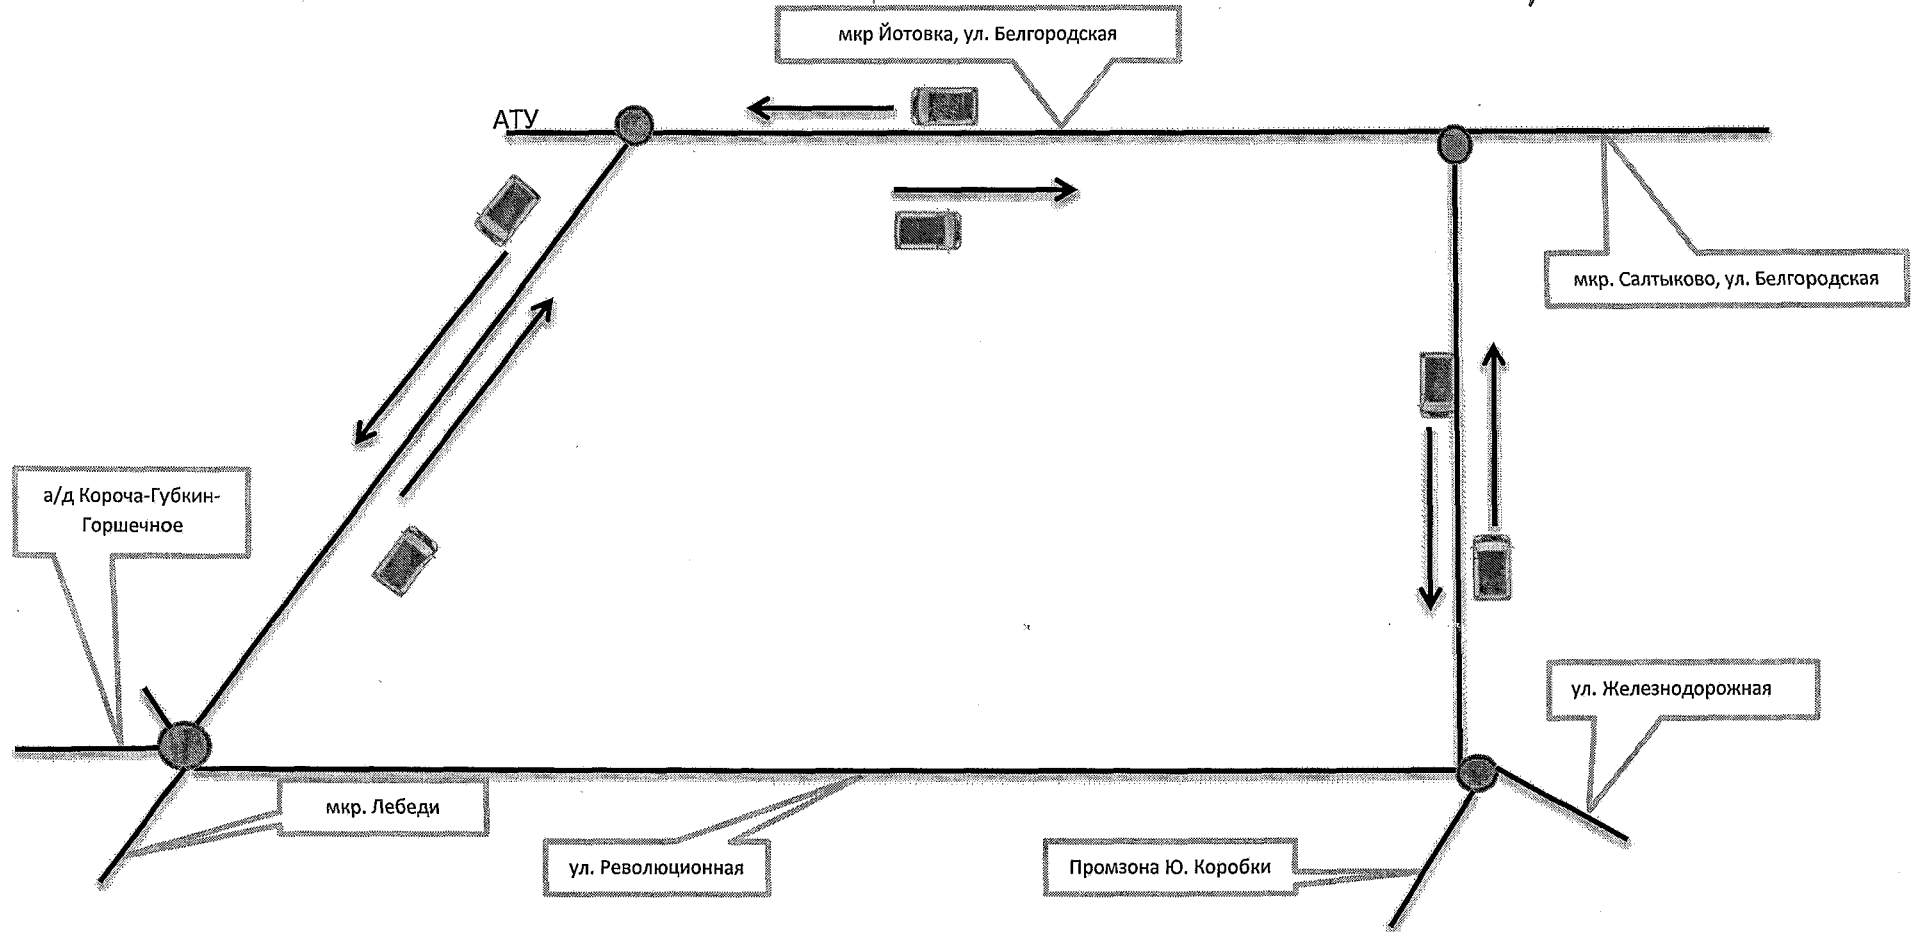 мкр Йотовка, ул. Белгородская
АТУ
мкр. Салтыково, ул. Белгородская
а/д Короча-Губкин-
Горшечное
ул. Железнодорожная
мкр. Лебеди
ул. Революционная
Промзона Ю. Коробки